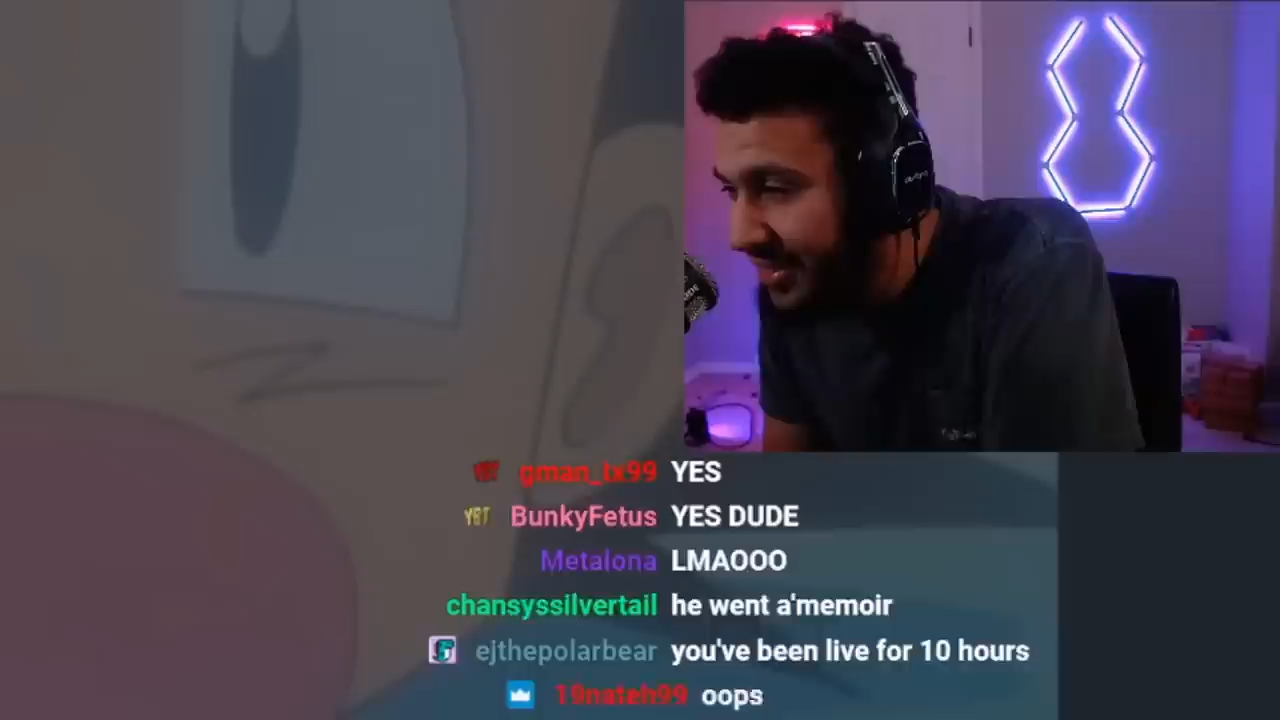 gman_tx99 YES
BunkyFetus YES DUDE
Metalona LMAOOO
chansyssilvertail he went a'memoir
ejthepolarbear you've been live for 10 hours
19nateh99 oops